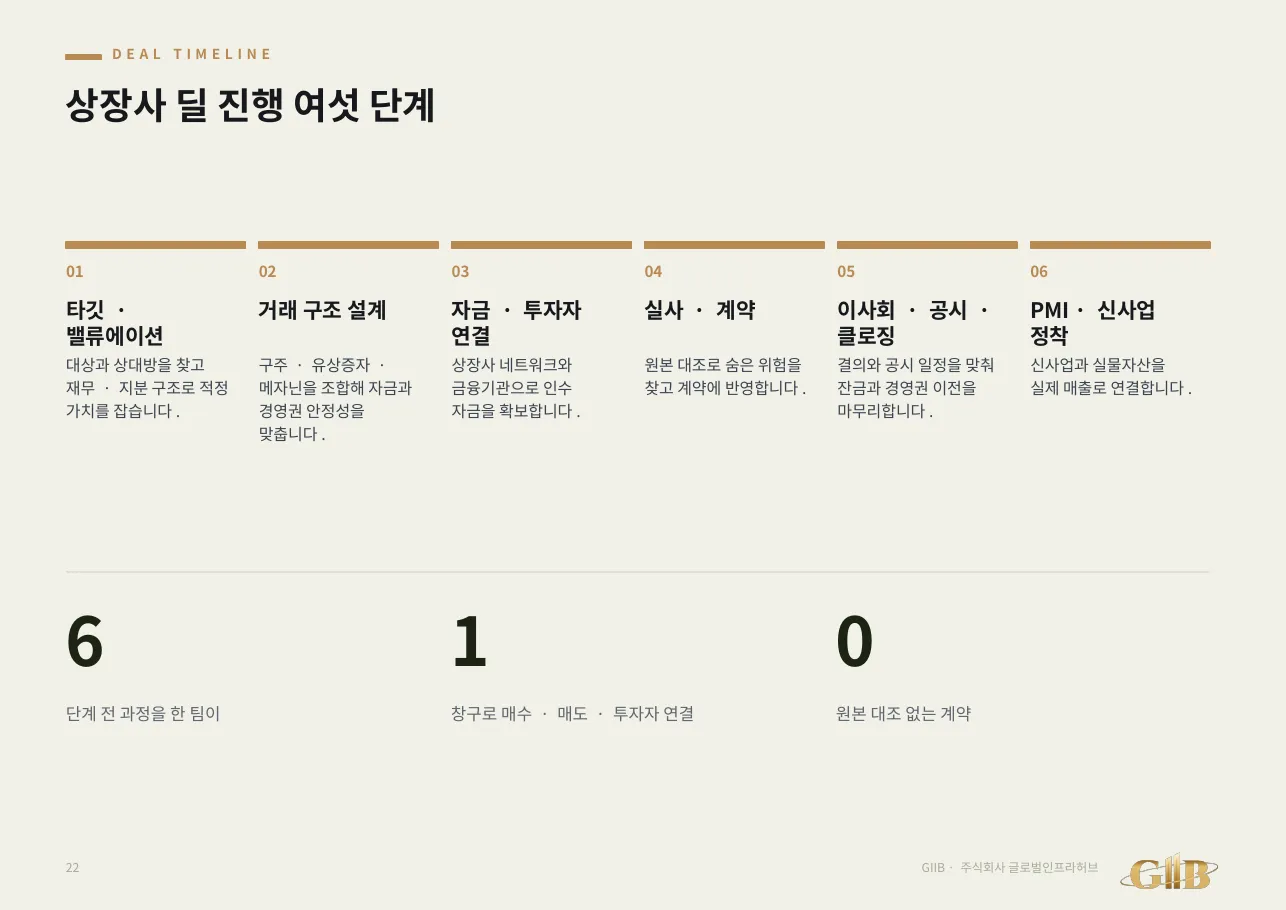 DEAL TIMELINE
상장사 딜 진행 여섯 단계
01
타깃 ·
밸류에이션
대상과 상대방을 찾고
재무 · 지분 구조로 적정
가치를 잡습니다 .
02
거래 구조 설계
구주 · 유상증자 ·
메자닌을 조합해 자금과
경영권 안정성을
맞춥니다 .
03
자금 · 투자자
연결
상장사 네트워크와
금융기관으로 인수
자금을 확보합니다 .
04
실사 · 계약
원본 대조로 숨은 위험을
찾고 계약에 반영합니다 .
05
이사회 · 공시 ·
클로징
결의와 공시 일정을 맞춰
잔금과 경영권 이전을
마무리합니다 .
06
PMI · 신사업
정착
신사업과 실물자산을
실제 매출로 연결합니다 .
6
단계 전 과정을 한 팀이
1
창구로 매수 · 매도 · 투자자 연결
0
원본 대조 없는 계약
22
GIIB · 주식회사 글로벌인프라허브
GIIB